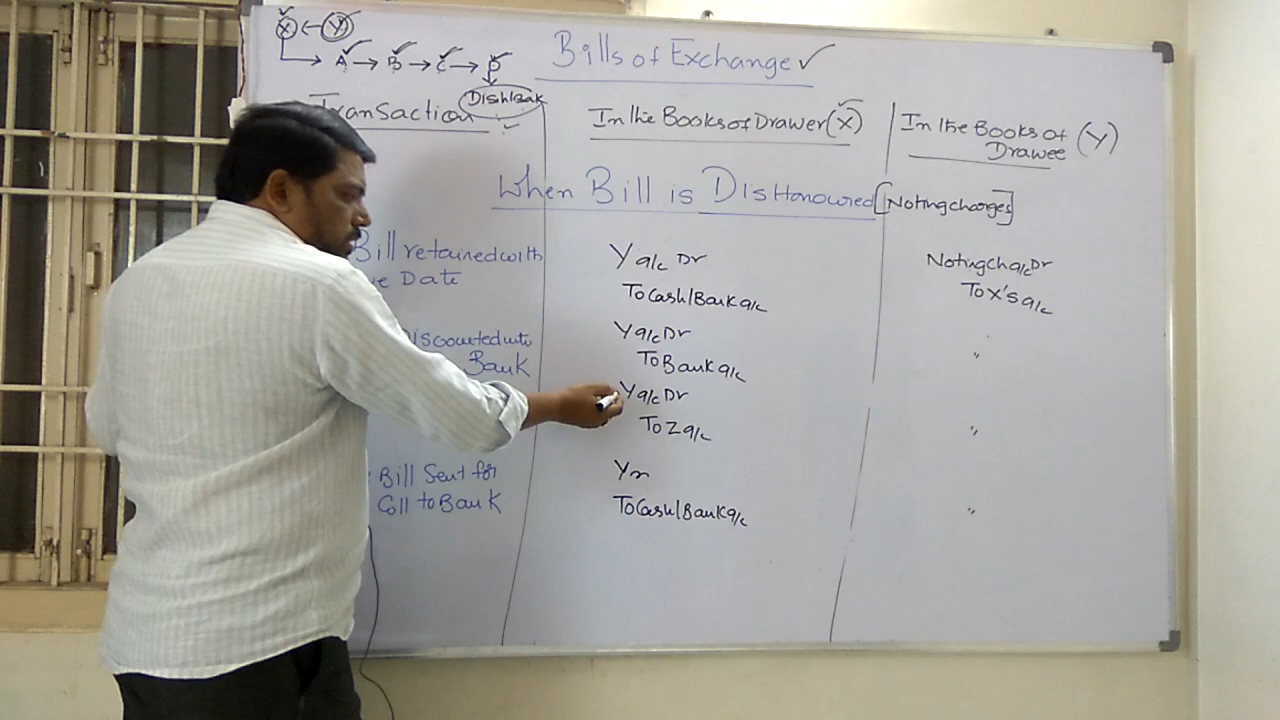 X ← Y
→ A → B → C → D
Bills of Exchange ✓
Dish/Bank
Transaction
In the Books of Drawer (X)
In the Books of
Drawee (Y)
When Bill is DisHonoured [Noting charges]
Bill retained with
Date
Y a/c Dr
To Cash/Bank a/c
Noting ch a/c Dr
To X's a/c
Discounted with
Bank
Y a/c Dr
To Bank a/c
"
Y a/c Dr
To Z a/c
"
Bill Sent for
Coll to Bank
Y
To Cash/Bank a/c
"